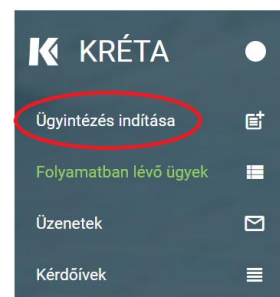 KRÉTA
Ügyintézés indítása
Folyamatban lévő ügyek
Üzenetek
Kérdőívek